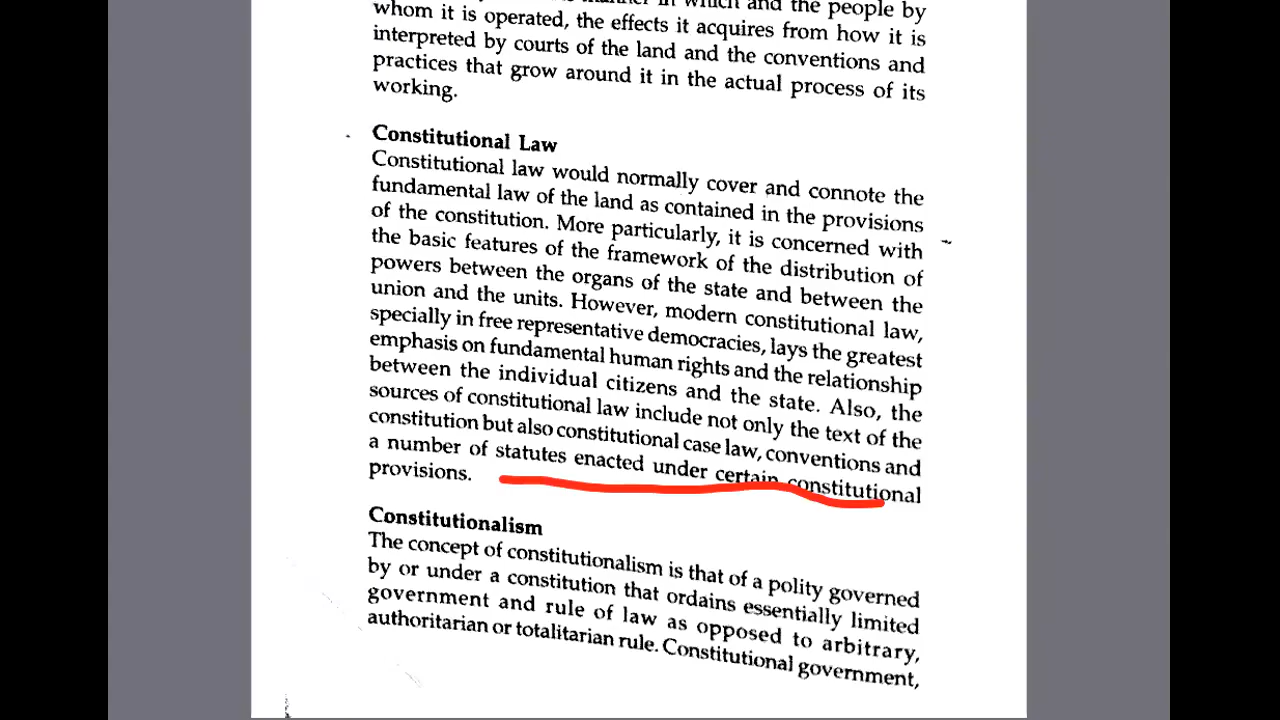 manner in which and the people by
whom it is operated, the effects it acquires from how it is
interpreted by courts of the land and the conventions and
practices that grow around it in the actual process of its
working.
Constitutional Law
Constitutional law would normally cover and connote the
fundamental law of the land as contained in the provisions
of the constitution. More particularly, it is concerned with
the basic features of the framework of the distribution of
powers between the organs of the state and between the
union and the units. However, modern constitutional law,
specially in free representative democracies, lays the greatest
emphasis on fundamental human rights and the relationship
between the individual citizens and the state. Also, the
sources of constitutional law include not only the text of the
constitution but also constitutional case law, conventions and
a number of statutes enacted under certain constitutional
provisions.
Constitutionalism
The concept of constitutionalism is that of a polity governed
by or under a constitution that ordains essentially limited
government and rule of law as opposed to arbitrary,
authoritarian or totalitarian rule. Constitutional government,